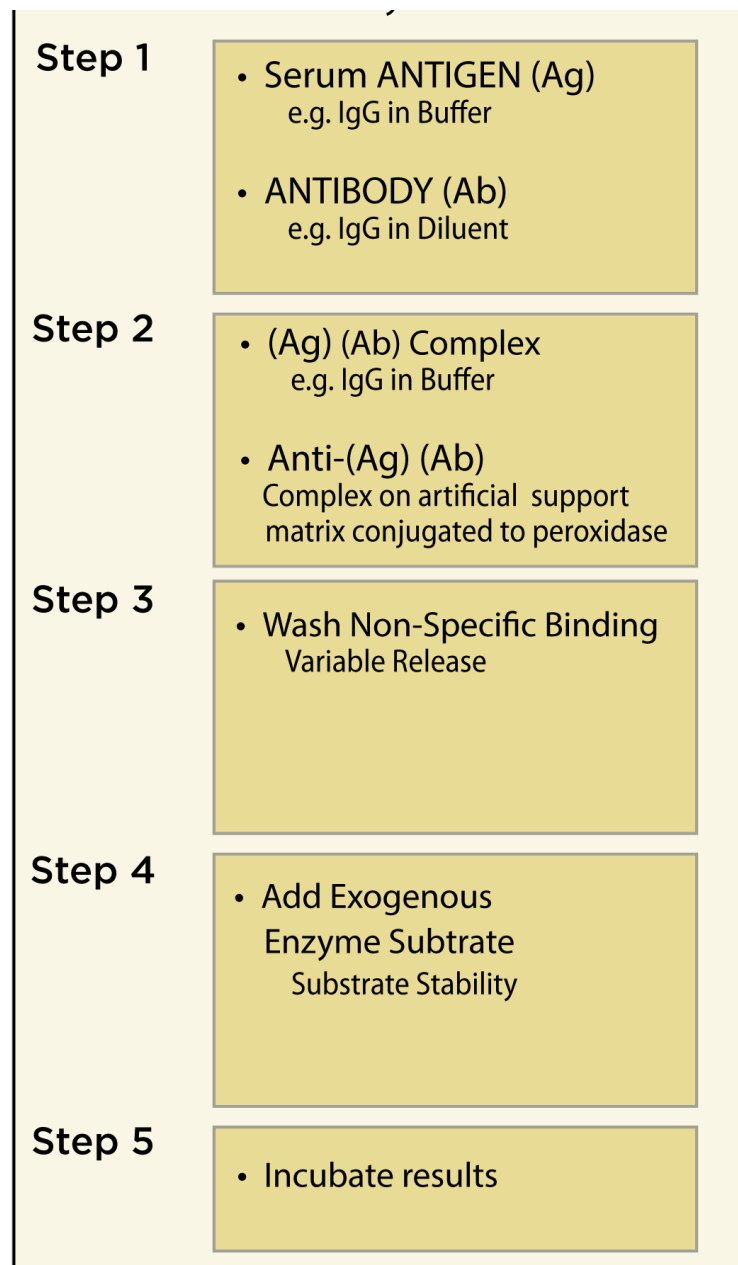 Step 1
• Serum ANTIGEN (Ag)
e.g. IgG in Buffer
• ANTIBODY (Ab)
e.g. IgG in Diluent
Step 2
• (Ag) (Ab) Complex
e.g. IgG in Buffer
• Anti-(Ag) (Ab)
Complex on artificial support
matrix conjugated to peroxidase
Step 3
• Wash Non-Specific Binding
Variable Release
Step 4
• Add Exogenous
Enzyme Subtrate
Substrate Stability
Step 5
• Incubate results